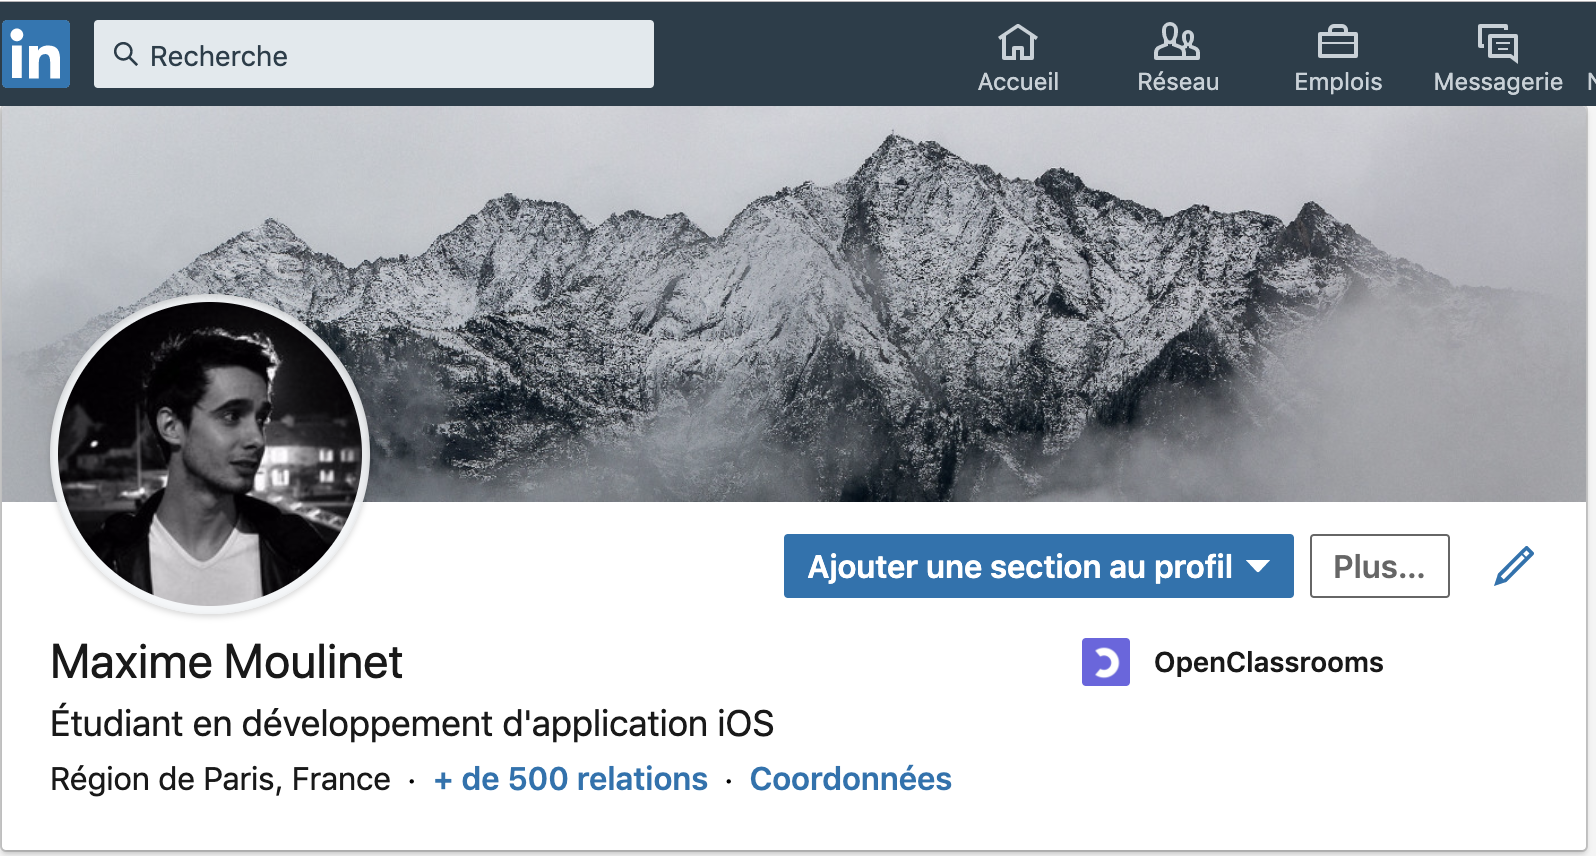 in
Recherche
Accueil
Réseau
Emplois
Messagerie
Ajouter une section au profil
Plus...
Maxime Moulinet
OpenClassrooms
Étudiant en développement d'application iOS
Région de Paris, France · + de 500 relations · Coordonnées